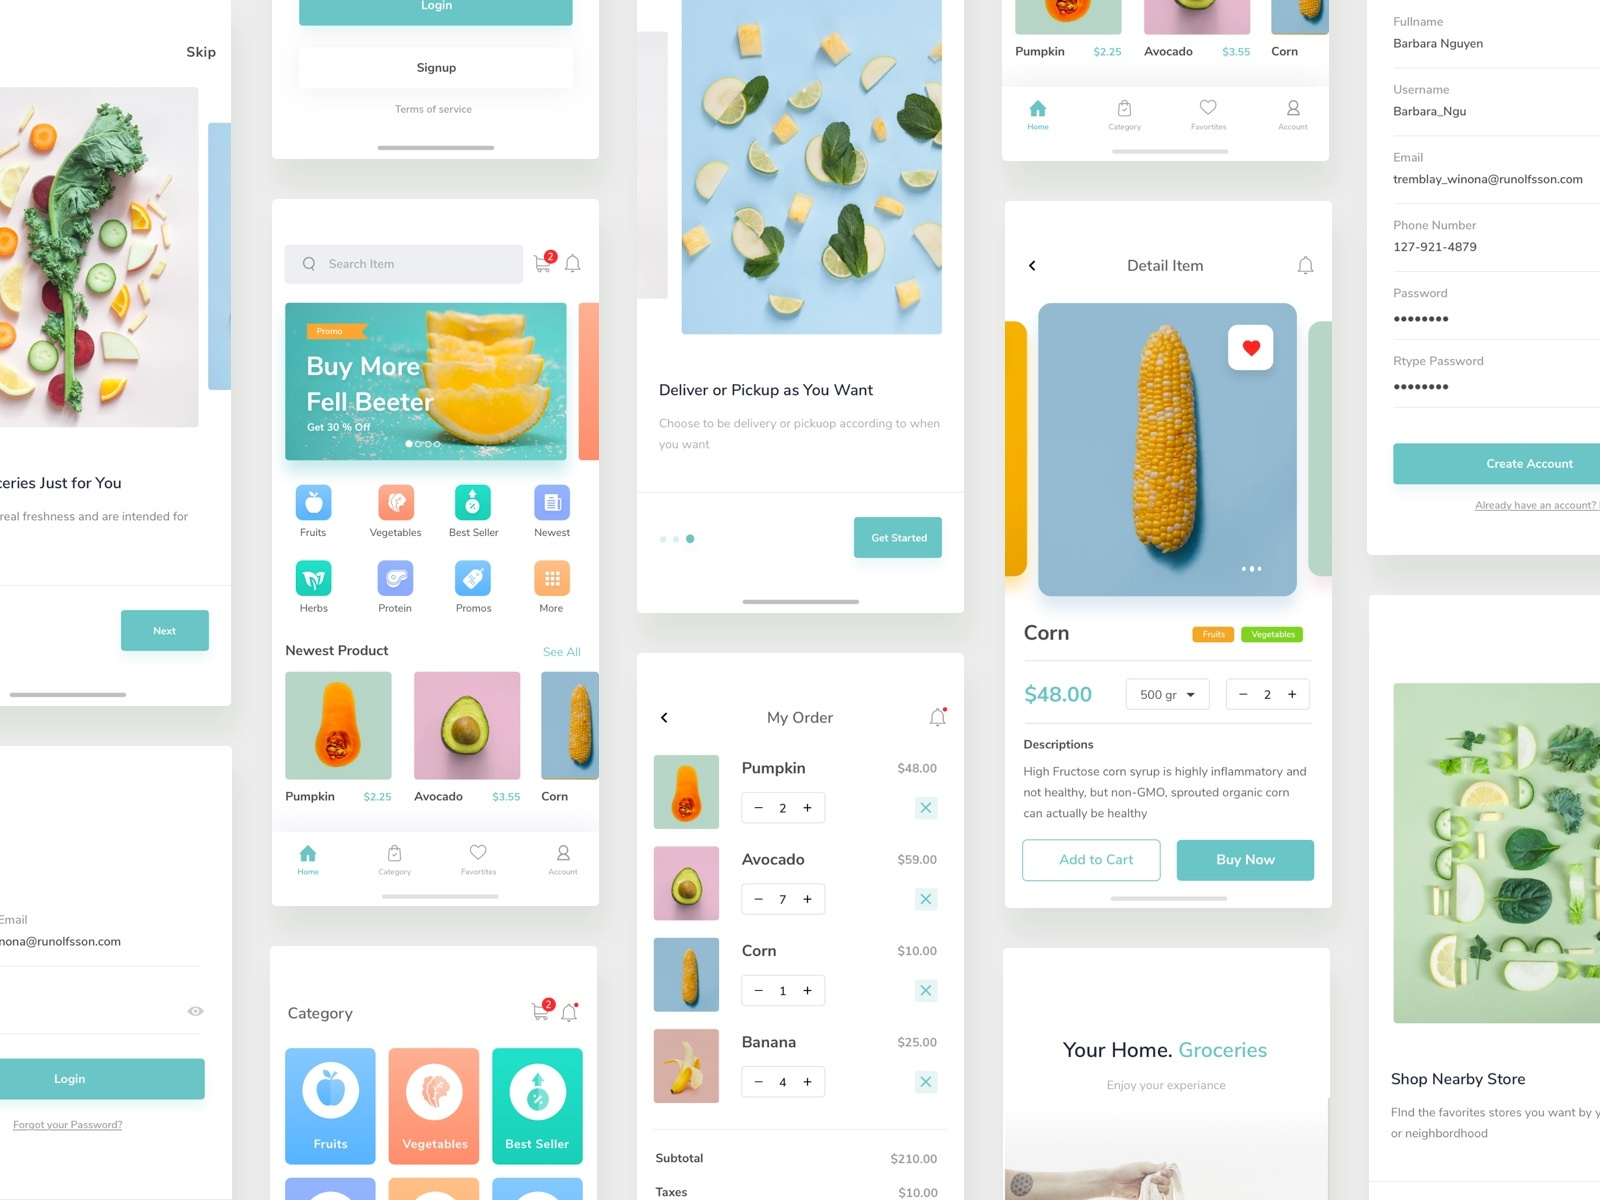 Skip
ceries Just for You
real freshness and are intended for
Next
Email
nona@runolfsson.com
Login
Forgot your Password?
Login
Signup
Terms of service
Search Item
2
Promo
Buy More
Fell Beeter
Get 30 % Off
Fruits
Vegetables
Best Seller
Newest
Herbs
Protein
Promos
More
Newest Product
See All
Pumpkin
$2.25
Avocado
$3.55
Corn
Home
Category
Favortites
Account
Category
2
Fruits
Vegetables
Best Seller
Deliver or Pickup as You Want
Choose to be delivery or pickuop according to when
you want
Get Started
My Order
Pumpkin
$48.00
− 2 +
Avocado
$59.00
− 7 +
Corn
$10.00
− 1 +
Banana
$25.00
− 4 +
Subtotal
$210.00
Taxes
$10.00
Pumpkin
$2.25
Avocado
$3.55
Corn
Home
Category
Favortites
Account
Detail Item
Corn
Fruits
Vegetables
$48.00
500 gr
− 2 +
Descriptions
High Fructose corn syrup is highly inflammatory and
not healthy, but non-GMO, sprouted organic corn
can actually be healthy
Add to Cart
Buy Now
Your Home. Groceries
Enjoy your experiance
Fullname
Barbara Nguyen
Username
Barbara_Ngu
Email
tremblay_winona@runolfsson.com
Phone Number
127-921-4879
Password
••••••••
Rtype Password
••••••••
Create Account
Already have an account?
Shop Nearby Store
FInd the favorites stores you want by y
or neighbordhood